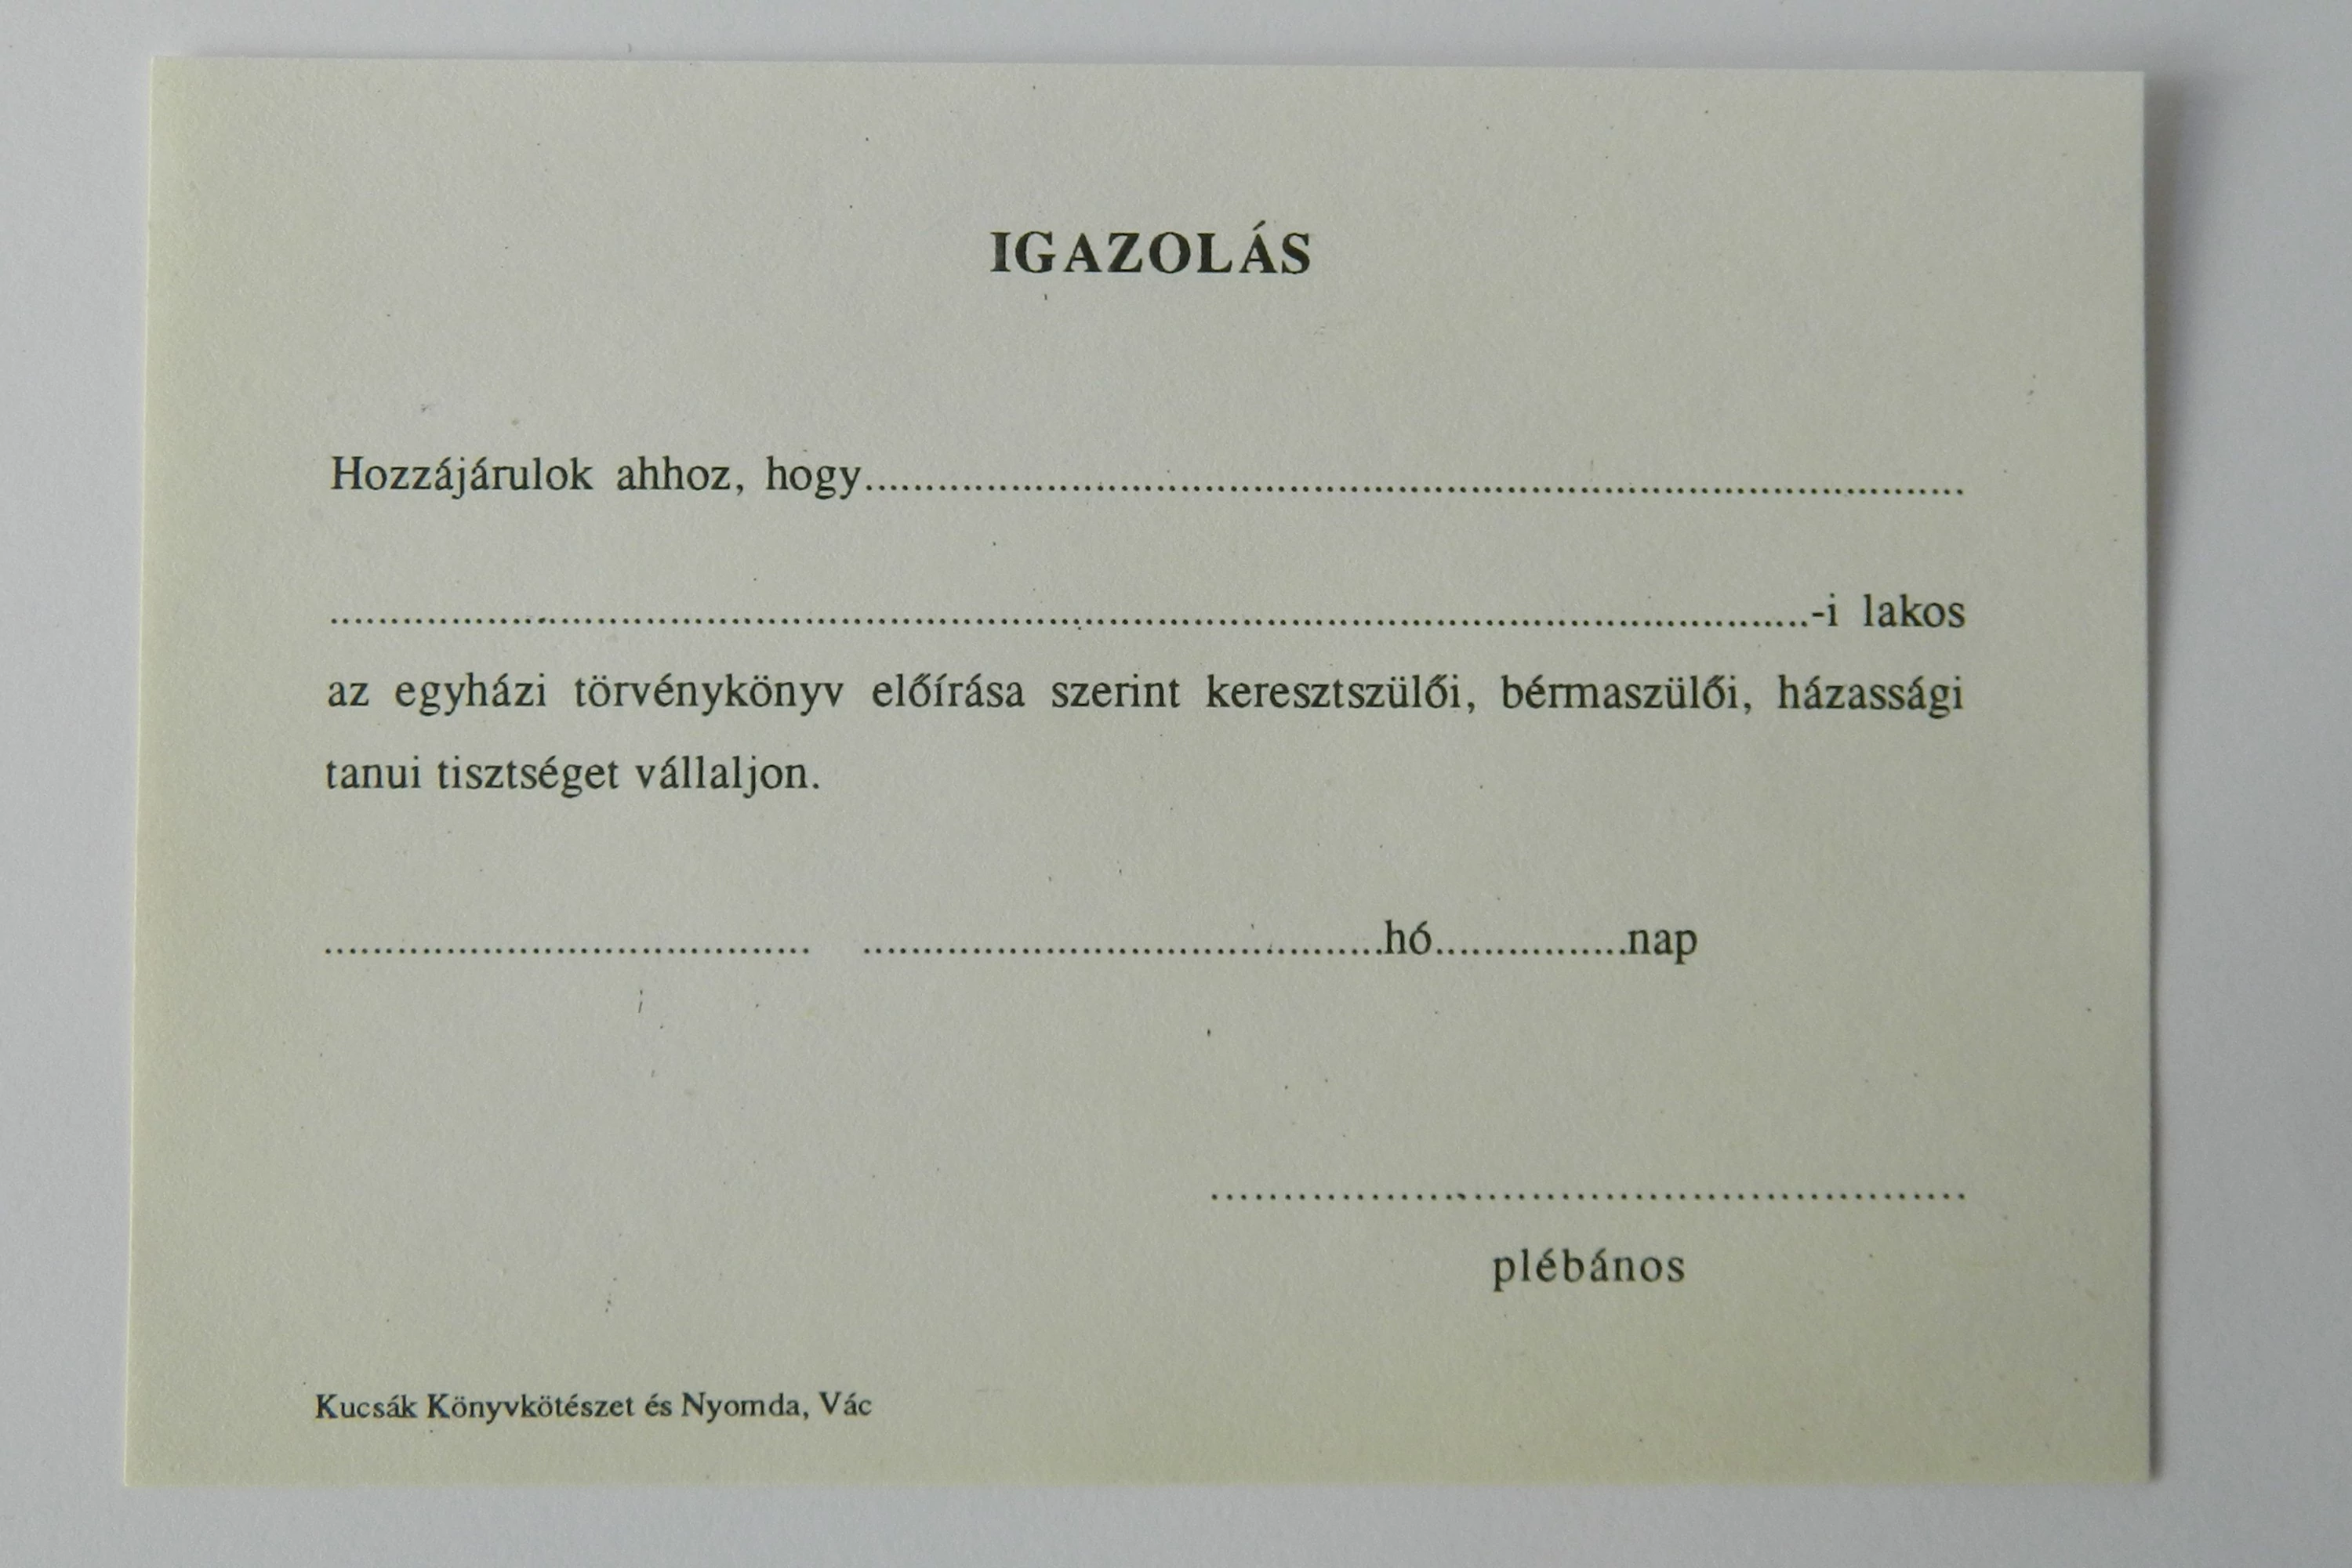 IGAZOLÁS
Hozzájárulok ahhoz, hogy....................................................................................................
....................................................................................................-i lakos
az egyházi törvénykönyv előírása szerint keresztszülői, bérmaszülői, házassági
tanui tisztséget vállaljon.
........................................ ...........................................hó................nap
...............................................................
plébános
Kucsák Könyvkötészet és Nyomda, Vác